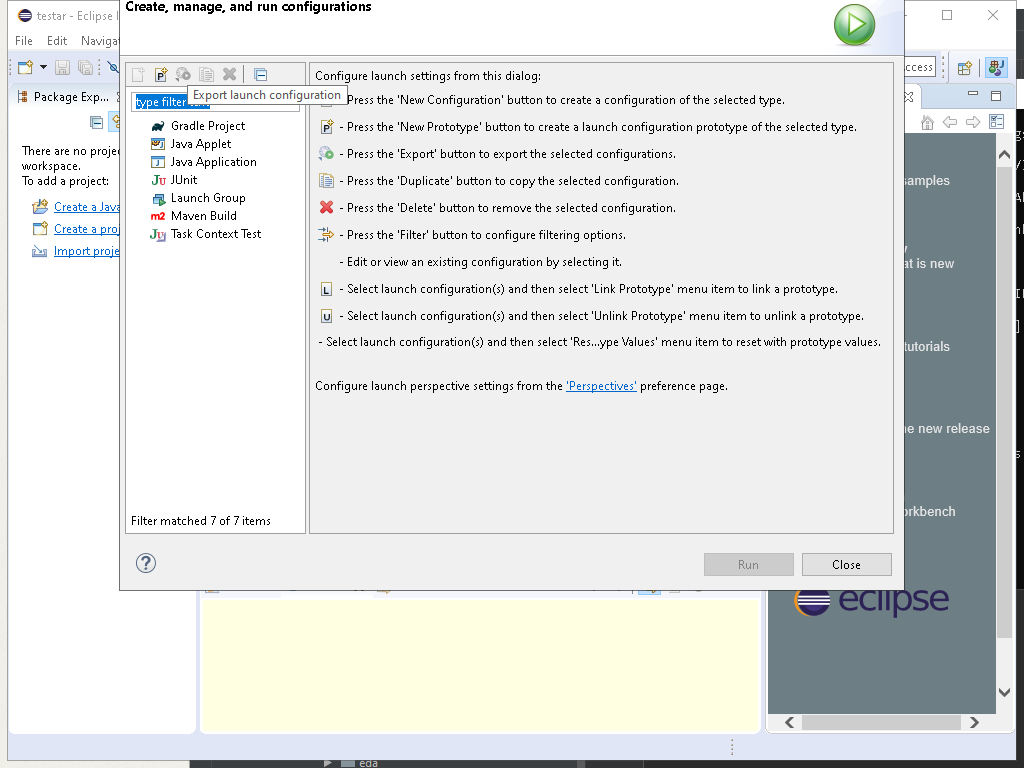 Create, manage, and run configurations
testar - Eclipse
File Edit Naviga
Package Exp...
There are no proje
workspace.
To add a project:
Create a Java
Create a proj
Import proje
Export launch configuration
type filter
Gradle Project
Java Applet
Java Application
JUnit
Launch Group
m2 Maven Build
Task Context Test
Filter matched 7 of 7 items
Configure launch settings from this dialog:
- Press the 'New Configuration' button to create a configuration of the selected type.
- Press the 'New Prototype' button to create a launch configuration prototype of the selected type.
- Press the 'Export' button to export the selected configurations.
- Press the 'Duplicate' button to copy the selected configuration.
- Press the 'Delete' button to remove the selected configuration.
- Press the 'Filter' button to configure filtering options.
- Edit or view an existing configuration by selecting it.
L - Select launch configuration(s) and then select 'Link Prototype' menu item to link a prototype.
U - Select launch configuration(s) and then select 'Unlink Prototype' menu item to unlink a prototype.
- Select launch configuration(s) and then select 'Res...ype Values' menu item to reset with prototype values.
Configure launch perspective settings from the 'Perspectives' preference page.
Run Close
ccess
samples
at is new
tutorials
e new release
orkbench
eclipse
eda